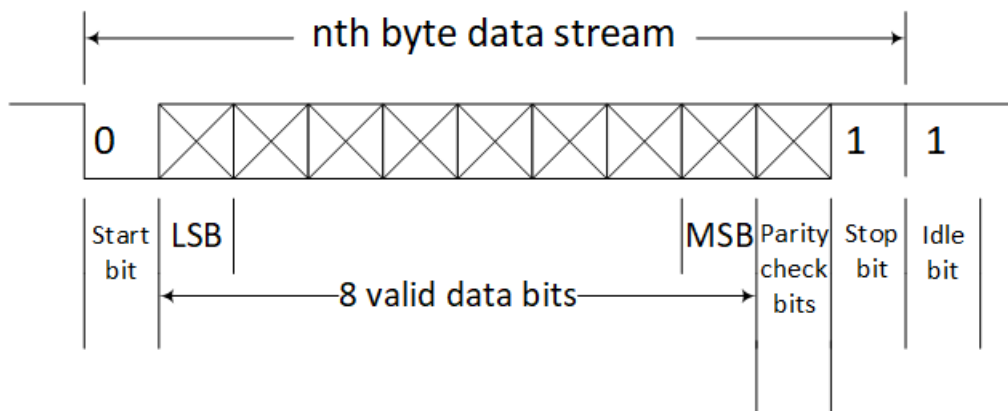 nth byte data stream
0
1
1
Start
bit
LSB
MSB
Parity
check
bits
Stop
bit
Idle
bit
8 valid data bits